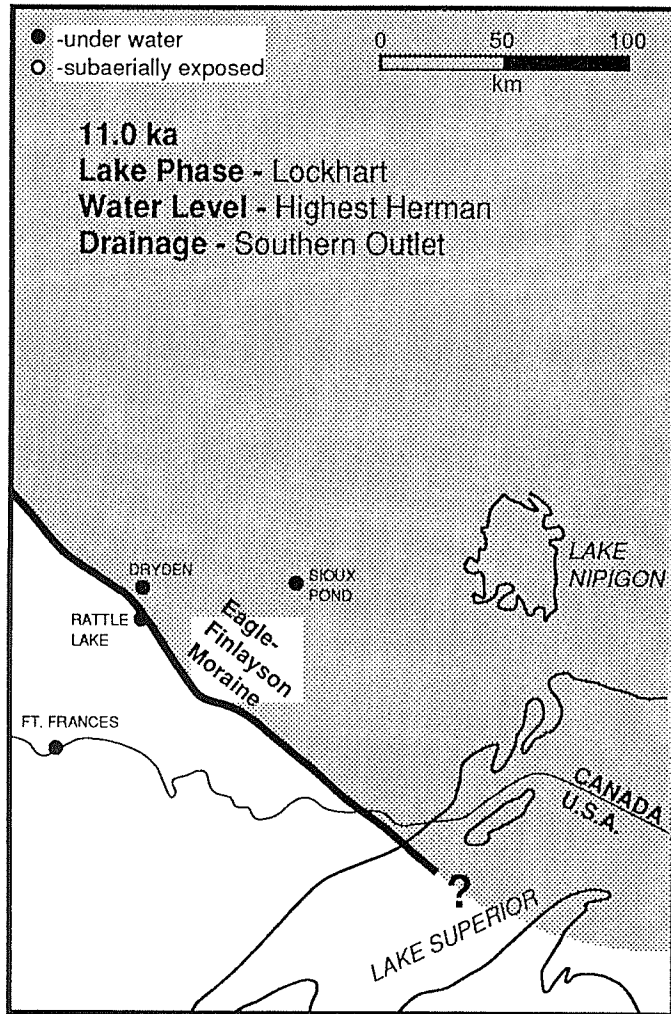 -under water
-subaerially exposed
0 50 100
km
11.0 ka
Lake Phase - Lockhart
Water Level - Highest Herman
Drainage - Southern Outlet
LAKE
NIPIGON
DRYDEN
SIOUX
POND
RATTLE
LAKE
Eagle-
Finlayson
Moraine
FT. FRANCES
CANADA
U.S.A.
?
LAKE SUPERIOR